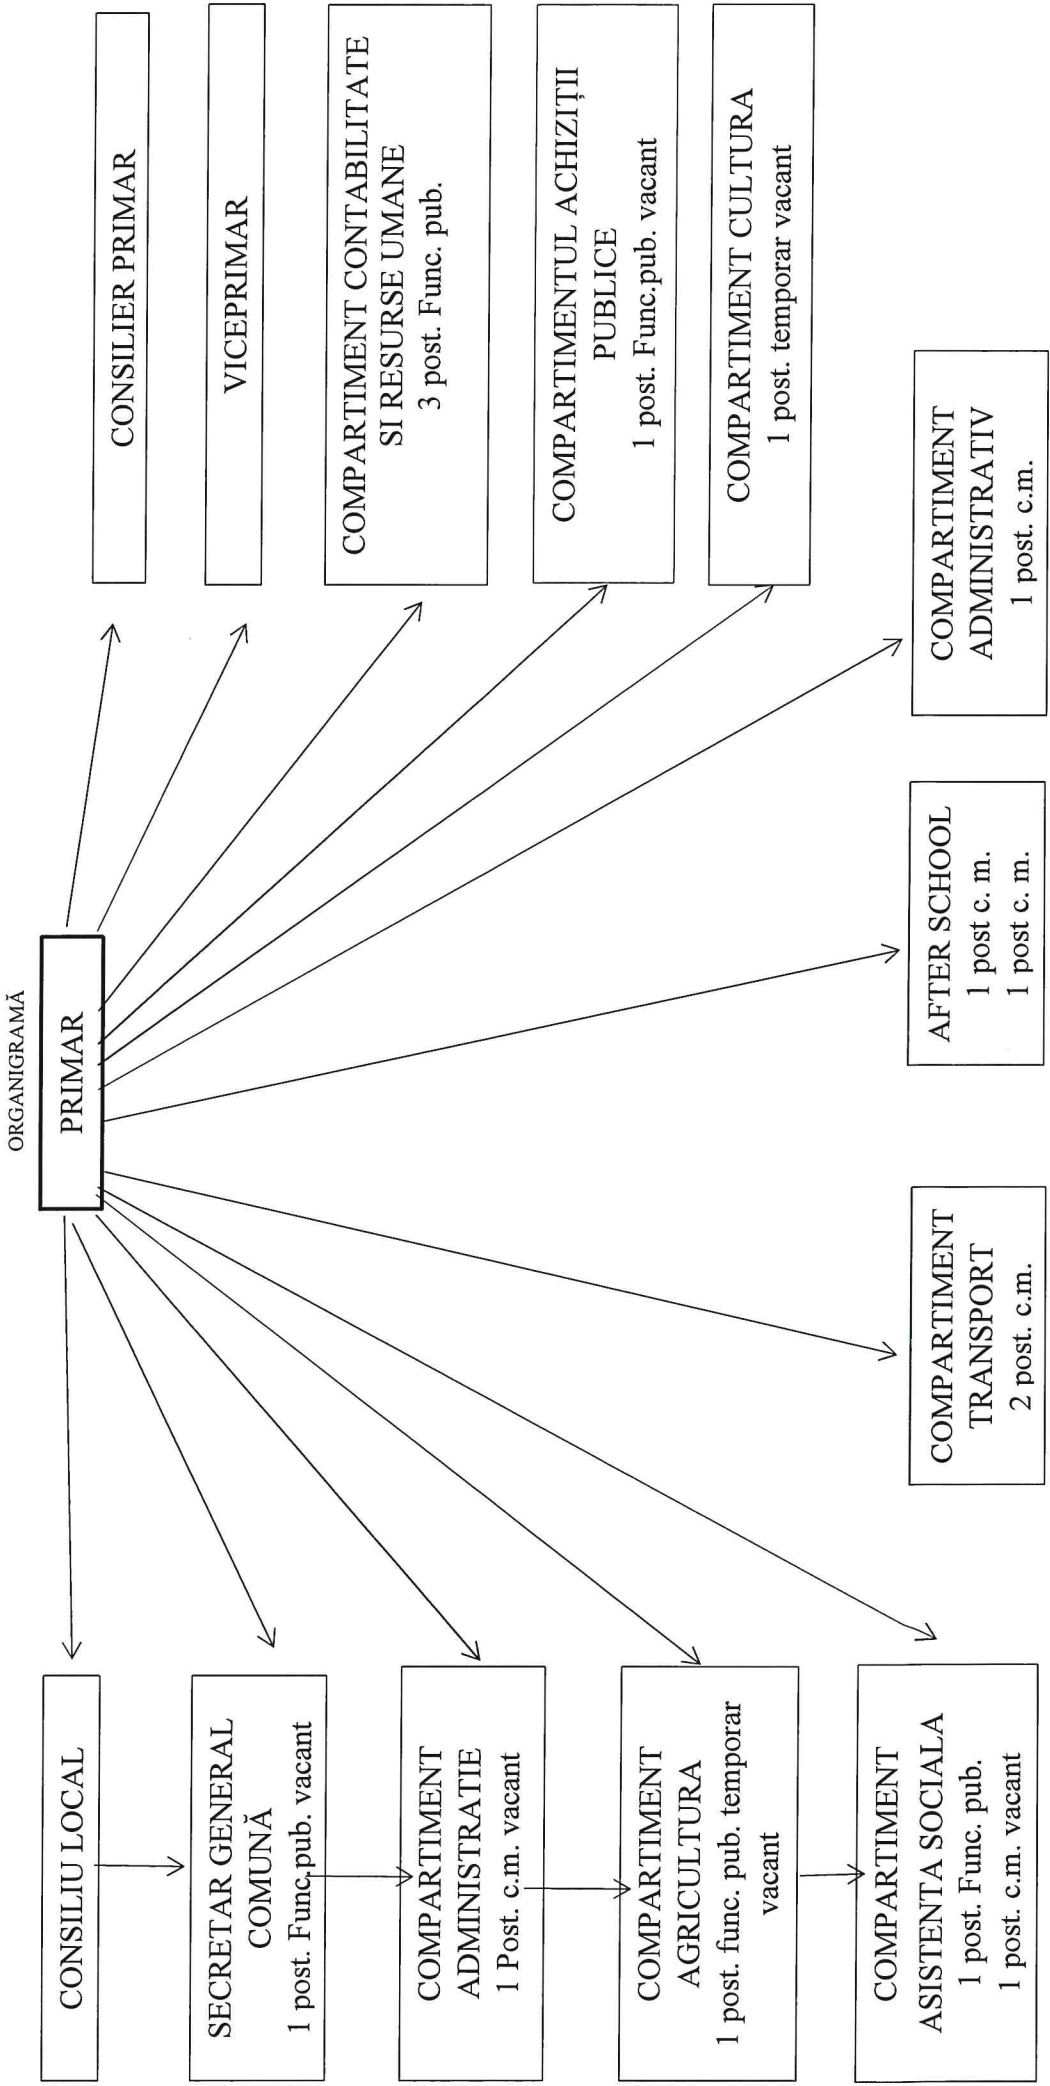 ORGANIGRAMĂ
PRIMAR
CONSILIU LOCAL
SECRETAR GENERAL
COMUNĂ
1 post. Func.pub. vacant
COMPARTIMENT
ADMINISTRATIE
1 Post. c.m. vacant
COMPARTIMENT
AGRICULTURA
1 post. func. pub. temporar
vacant
COMPARTIMENT
ASISTENTA SOCIALA
1 post. Func. pub.
1 post. c.m. vacant
COMPARTIMENT
TRANSPORT
2 post. c.m.
AFTER SCHOOL
1 post c. m.
1 post c. m.
COMPARTIMENT
ADMINISTRATIV
1 post. c.m.
CONSILIER PRIMAR
VICEPRIMAR
COMPARTIMENT CONTABILITATE
SI RESURSE UMANE
3 post. Func. pub.
COMPARTIMENTUL ACHIZIȚII
PUBLICE
1 post. Func.pub. vacant
COMPARTIMENT CULTURA
1 post. temporar vacant